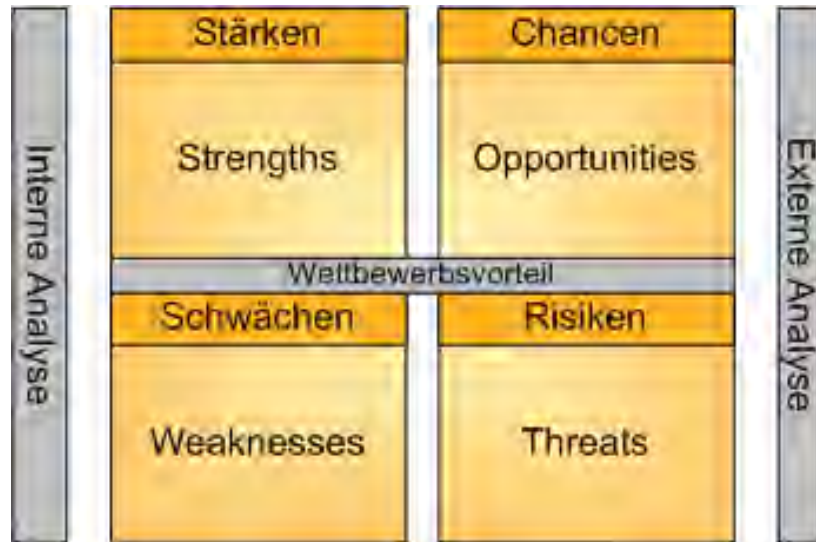 Interne Analyse
Stärken
Strengths
Chancen
Opportunities
Wettbewerbsvorteil
Schwächen
Weaknesses
Risiken
Threats
Externe Analyse